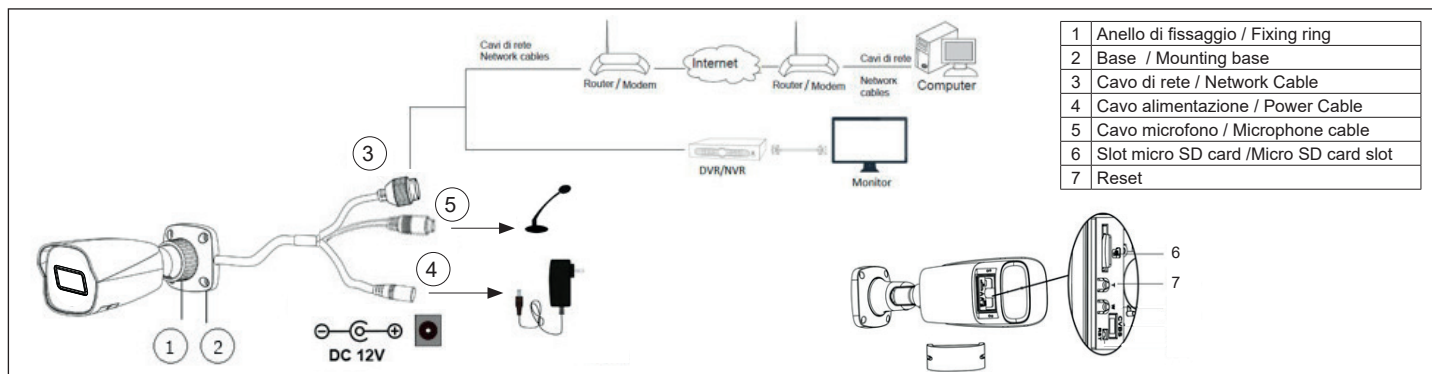 Cavi di rete
Network cables
Router / Modem
Internet
Router / Modem
Cavi di rete
Network
cables
Computer
DVR/NVR
Monitor
1 Anello di fissaggio / Fixing ring
2 Base / Mounting base
3 Cavo di rete / Network Cable
4 Cavo alimentazione / Power Cable
5 Cavo microfono / Microphone cable
6 Slot micro SD card /Micro SD card slot
7 Reset
3
5
4
1
2
DC 12V
6
7
CVBS